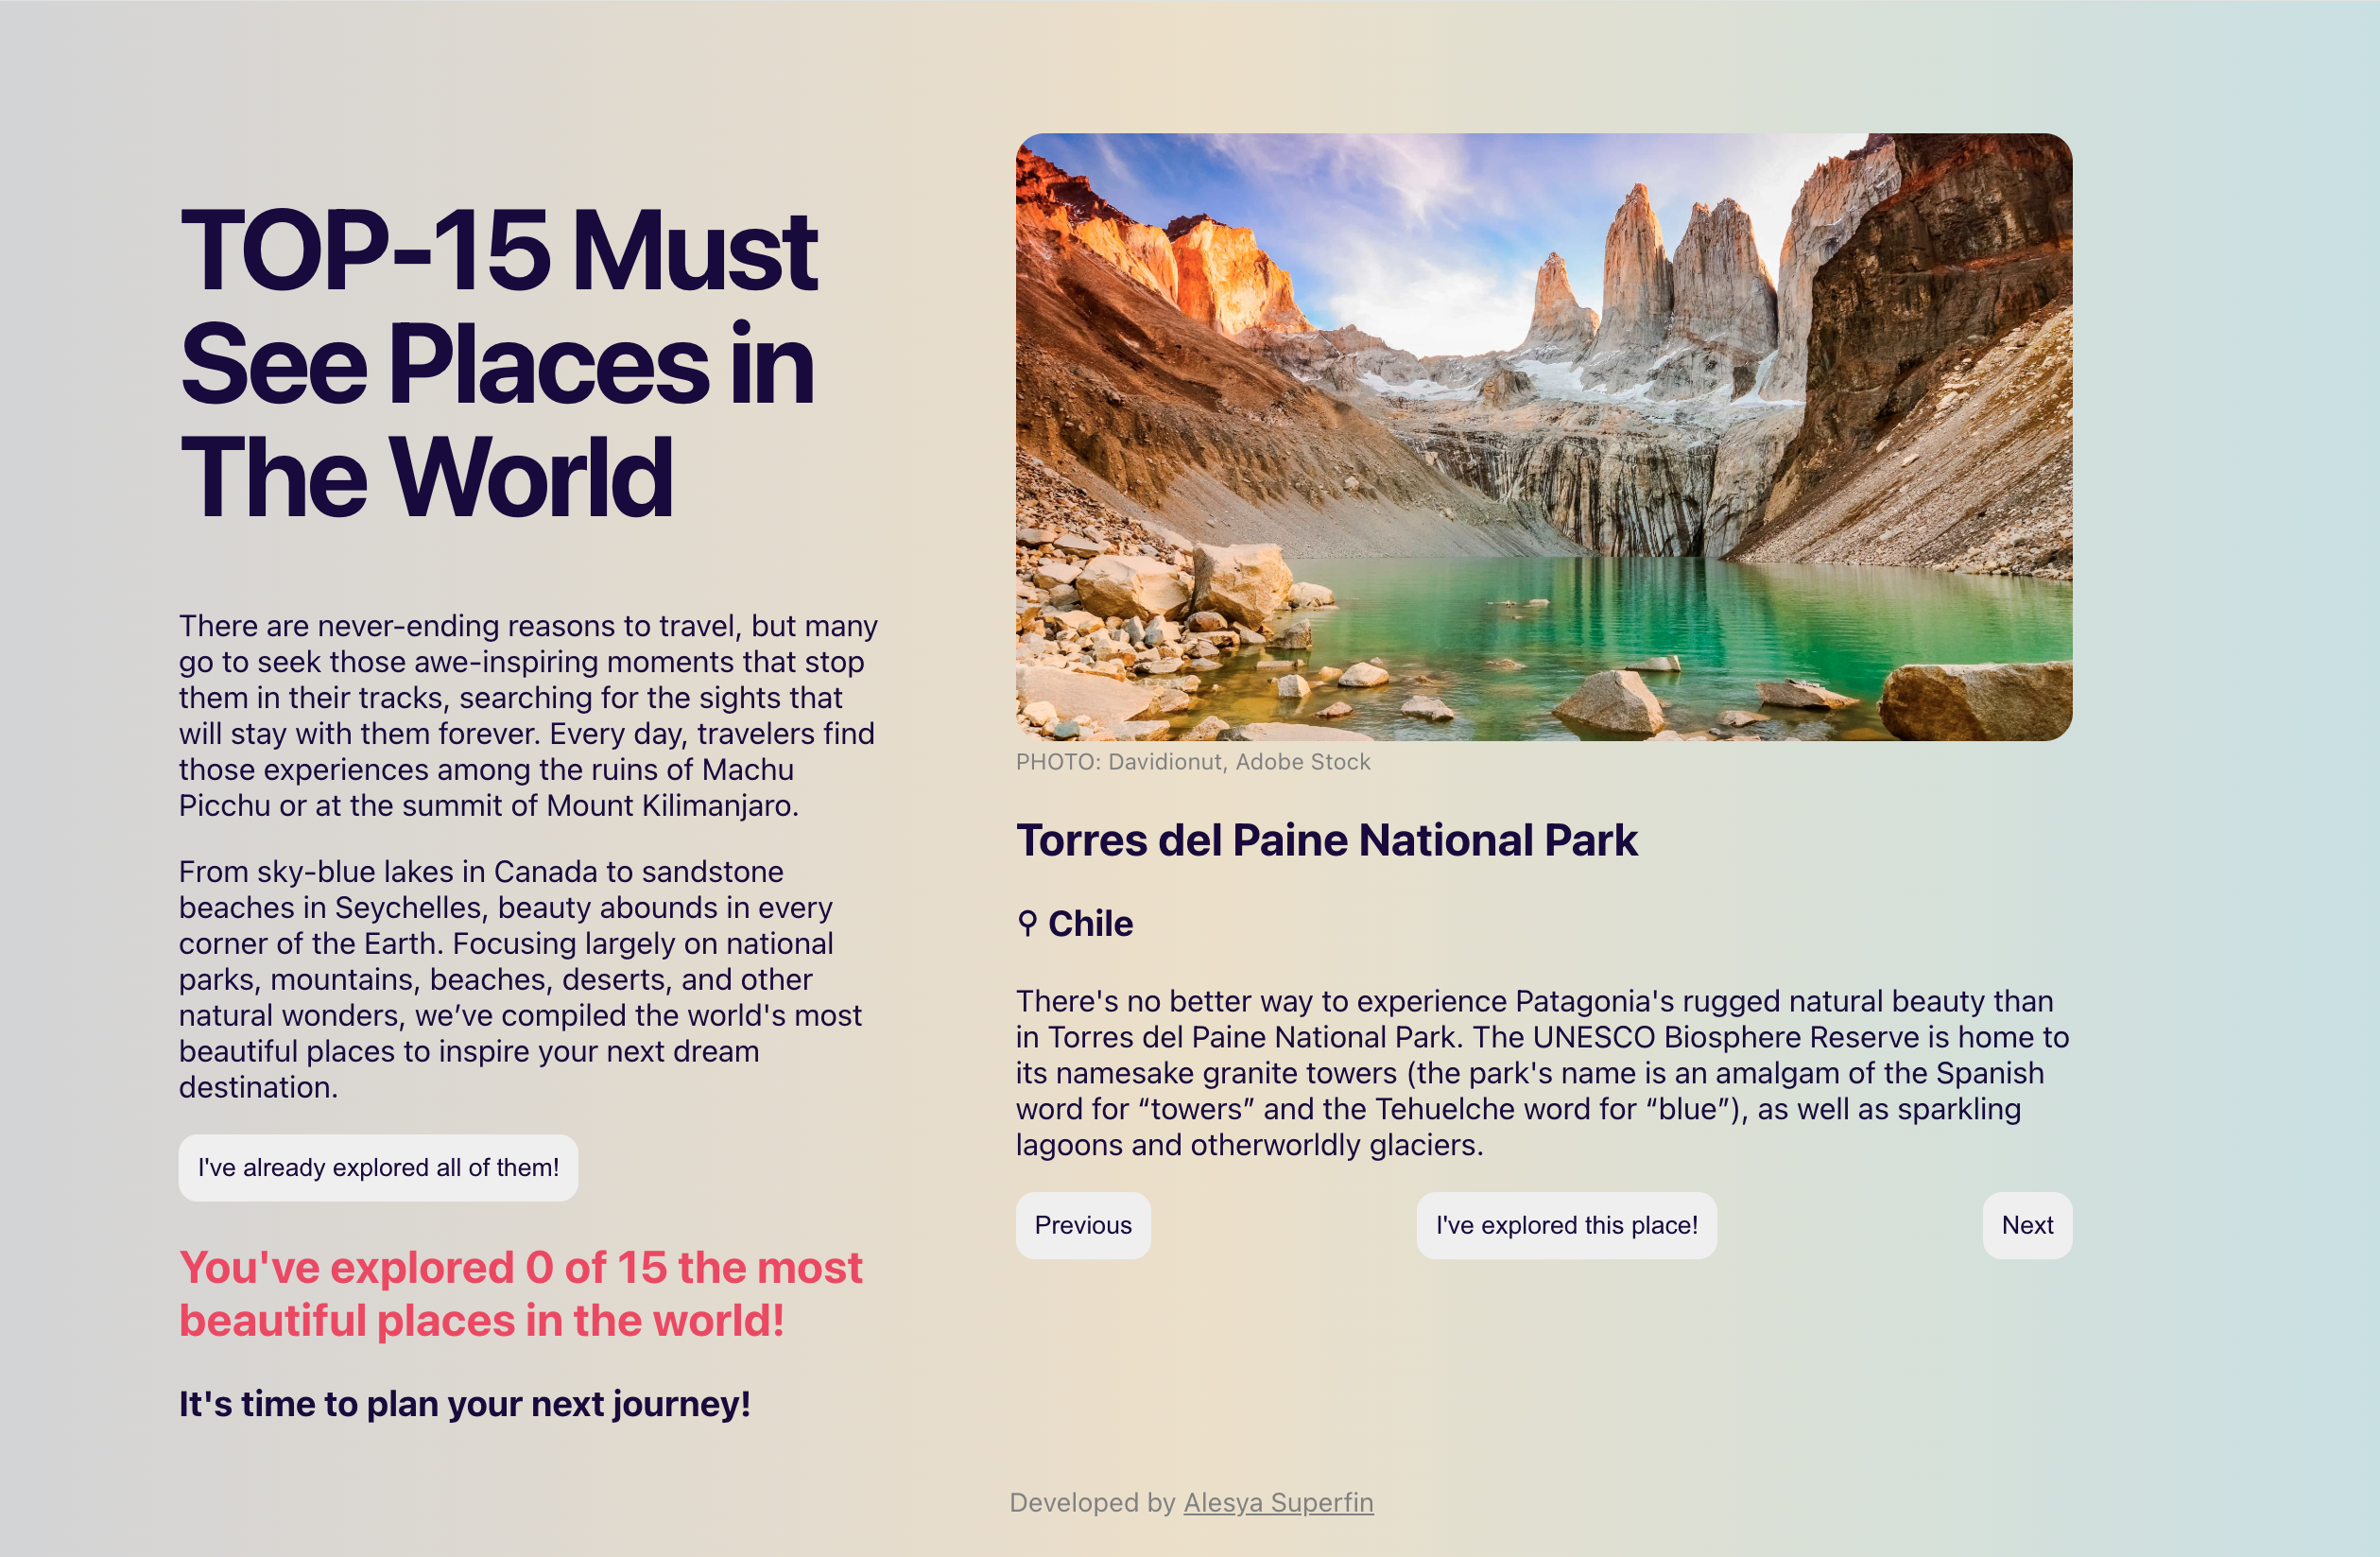 TOP-15 Must
See Places in
The World
There are never-ending reasons to travel, but many
go to seek those awe-inspiring moments that stop
them in their tracks, searching for the sights that
will stay with them forever. Every day, travelers find
those experiences among the ruins of Machu
Picchu or at the summit of Mount Kilimanjaro.
From sky-blue lakes in Canada to sandstone
beaches in Seychelles, beauty abounds in every
corner of the Earth. Focusing largely on national
parks, mountains, beaches, deserts, and other
natural wonders, we’ve compiled the world's most
beautiful places to inspire your next dream
destination.
I've already explored all of them!
You've explored 0 of 15 the most
beautiful places in the world!
It's time to plan your next journey!
PHOTO: Davidionut, Adobe Stock
Torres del Paine National Park
⚲ Chile
There's no better way to experience Patagonia's rugged natural beauty than
in Torres del Paine National Park. The UNESCO Biosphere Reserve is home to
its namesake granite towers (the park's name is an amalgam of the Spanish
word for “towers” and the Tehuelche word for “blue”), as well as sparkling
lagoons and otherworldly glaciers.
Previous
I've explored this place!
Next
Developed by Alesya Superfin